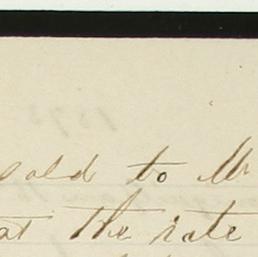 sold to Mr
at the rate